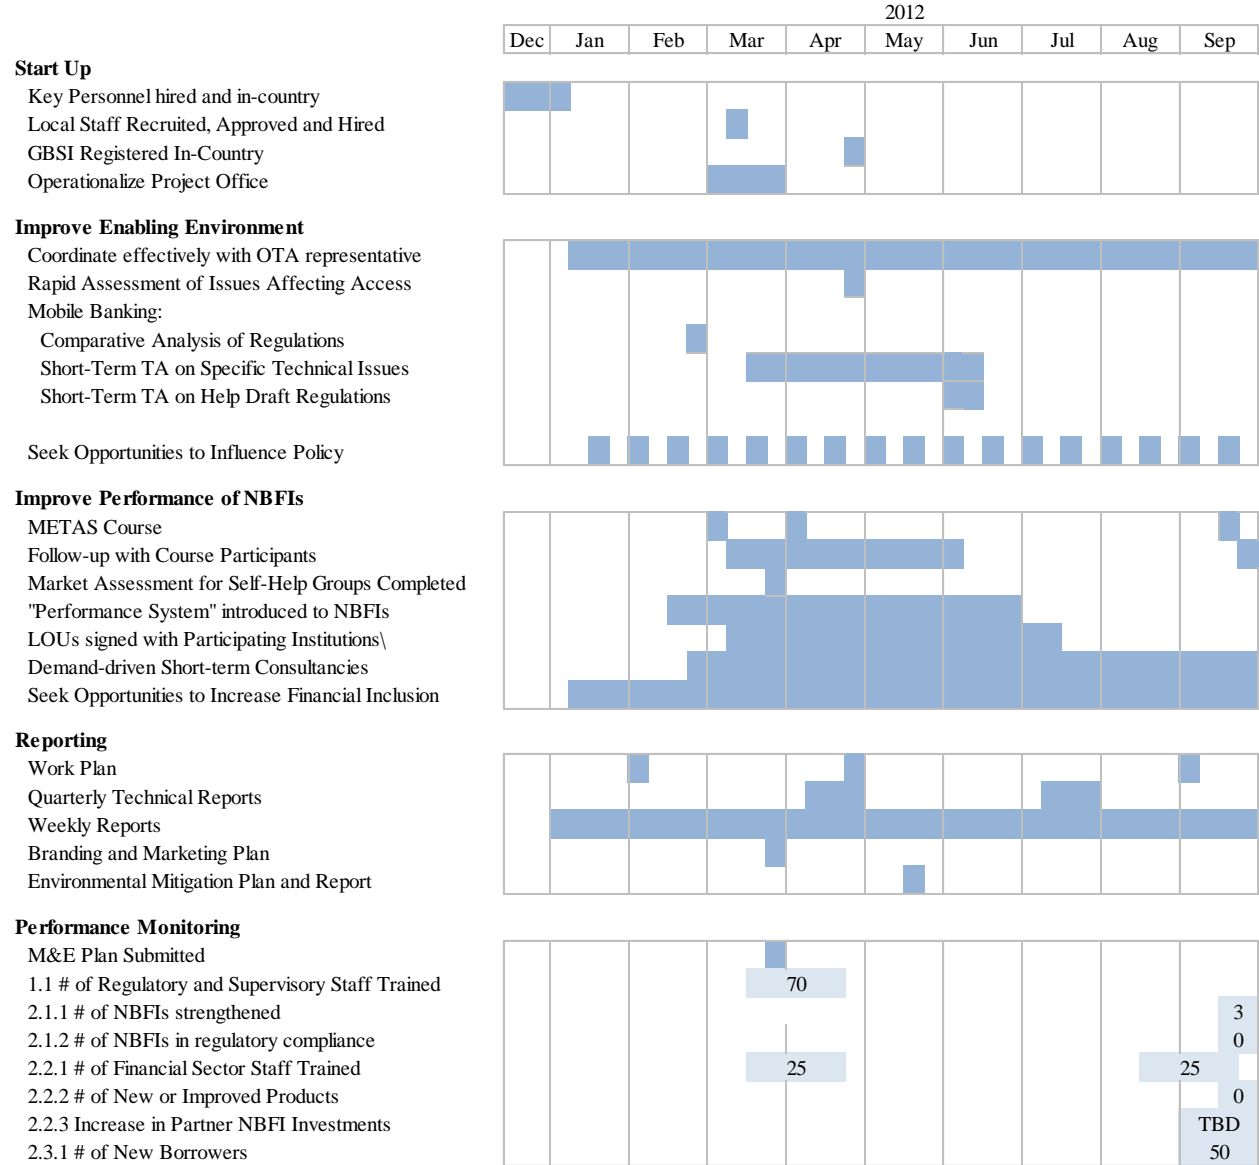 2012
Dec Jan Feb Mar Apr May Jun Jul Aug Sep
Start Up
Key Personnel hired and in-country
Local Staff Recruited, Approved and Hired
GBSI Registered In-Country
Operationalize Project Office
Improve Enabling Environment
Coordinate effectively with OTA representative
Rapid Assessment of Issues Affecting Access
Mobile Banking:
Comparative Analysis of Regulations
Short-Term TA on Specific Technical Issues
Short-Term TA on Help Draft Regulations
Seek Opportunities to Influence Policy
Improve Performance of NBFIs
METAS Course
Follow-up with Course Participants
Market Assessment for Self-Help Groups Completed
"Performance System" introduced to NBFIs
LOUs signed with Participating Institutions\
Demand-driven Short-term Consultancies
Seek Opportunities to Increase Financial Inclusion
Reporting
Work Plan
Quarterly Technical Reports
Weekly Reports
Branding and Marketing Plan
Environmental Mitigation Plan and Report
Performance Monitoring
M&E Plan Submitted
1.1 # of Regulatory and Supervisory Staff Trained 70
2.1.1 # of NBFIs strengthened 3
2.1.2 # of NBFIs in regulatory compliance 0
2.2.1 # of Financial Sector Staff Trained 25 25
2.2.2 # of New or Improved Products 0
2.2.3 Increase in Partner NBFI Investments TBD
2.3.1 # of New Borrowers 50